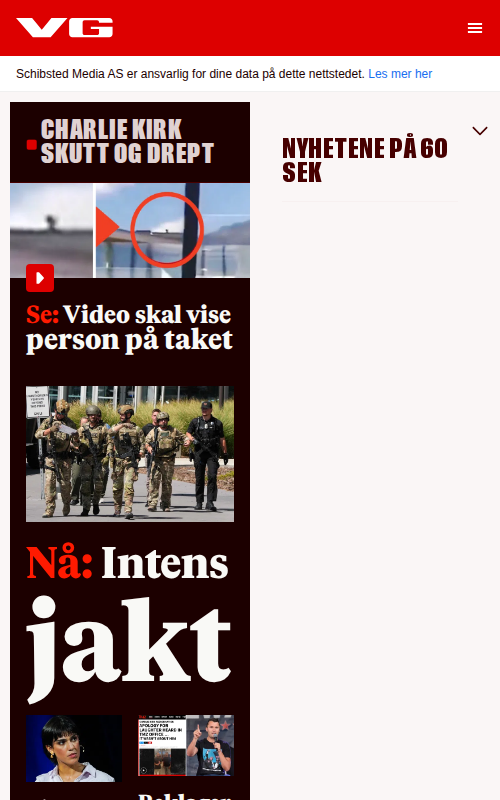 VG
Schibsted Media AS er ansvarlig for dine data på dette nettstedet. Les mer her
CHARLIE KIRK
SKUTT OG DREPT
Se: Video skal vise
person på taket
Nå: Intens
jakt
NYHETENE PÅ 60
SEK